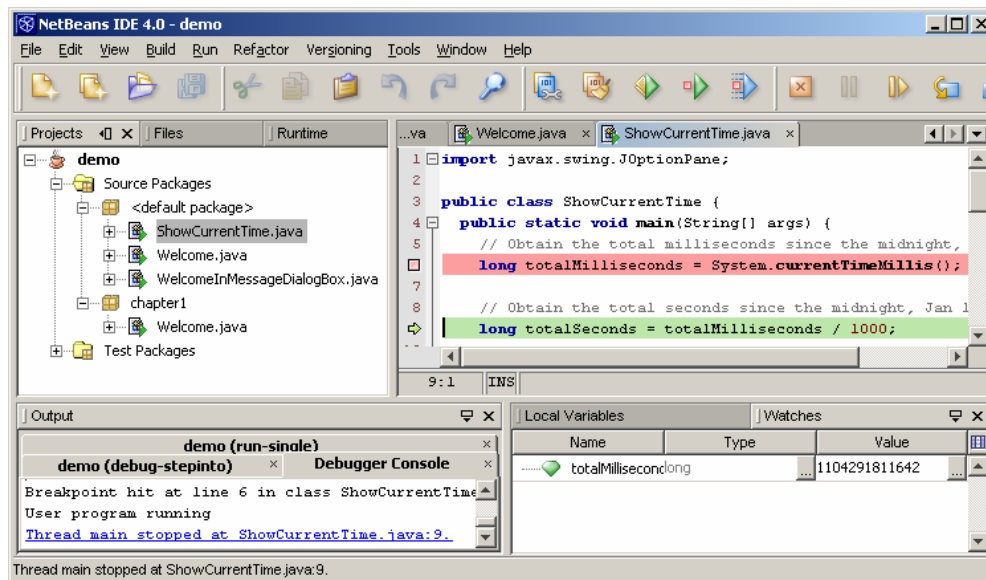 NetBeans IDE 4.0 - demo
File Edit View Build Run Refactor Versioning Tools Window Help
Projects Files Runtime
...va Welcome.java ShowCurrentTime.java
demo
Source Packages
<default package>
ShowCurrentTime.java
Welcome.java
WelcomeInMessageDialogBox.java
chapter1
Welcome.java
Test Packages
1 import javax.swing.JOptionPane;
2
3 public class ShowCurrentTime {
4 public static void main(String[] args) {
5 // Obtain the total milliseconds since the midnight,
long totalMilliseconds = System.currentTimeMillis();
7
8 // Obtain the total seconds since the midnight, Jan 1
long totalSeconds = totalMilliseconds / 1000;
9:1 INS
Output
demo (run-single)
demo (debug-stepinto) Debugger Console
Breakpoint hit at line 6 in class ShowCurrentTime
User program running
Thread main stopped at ShowCurrentTime.java:9.
Local Variables Watches
Name Type Value
totalMillisecond long ... 1104291811642 ...
Thread main stopped at ShowCurrentTime.java:9.